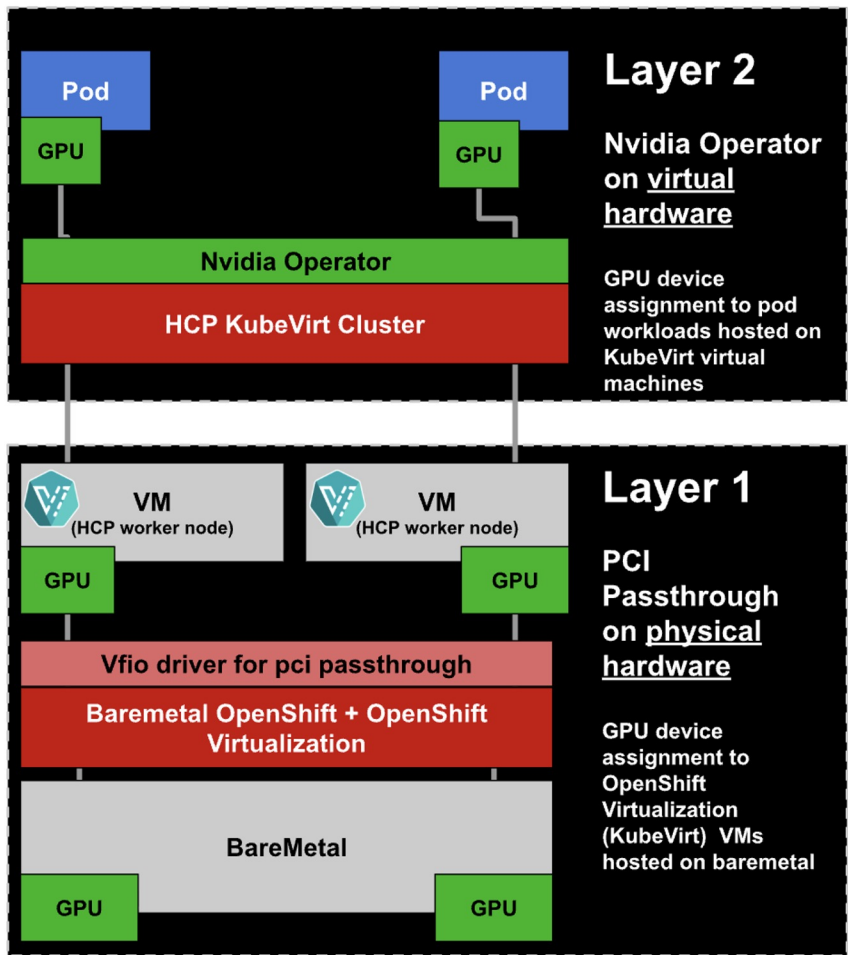 Pod
GPU
Pod
GPU
Nvidia Operator
HCP KubeVirt Cluster
Layer 2
Nvidia Operator
on virtual
hardware
GPU device
assignment to pod
workloads hosted on
KubeVirt virtual
machines
VM
(HCP worker node)
GPU
VM
(HCP worker node)
GPU
Vfio driver for pci passthrough
Baremetal OpenShift + OpenShift
Virtualization
BareMetal
GPU
GPU
Layer 1
PCI
Passthrough
on physical
hardware
GPU device
assignment to
OpenShift
Virtualization
(KubeVirt) VMs
hosted on baremetal